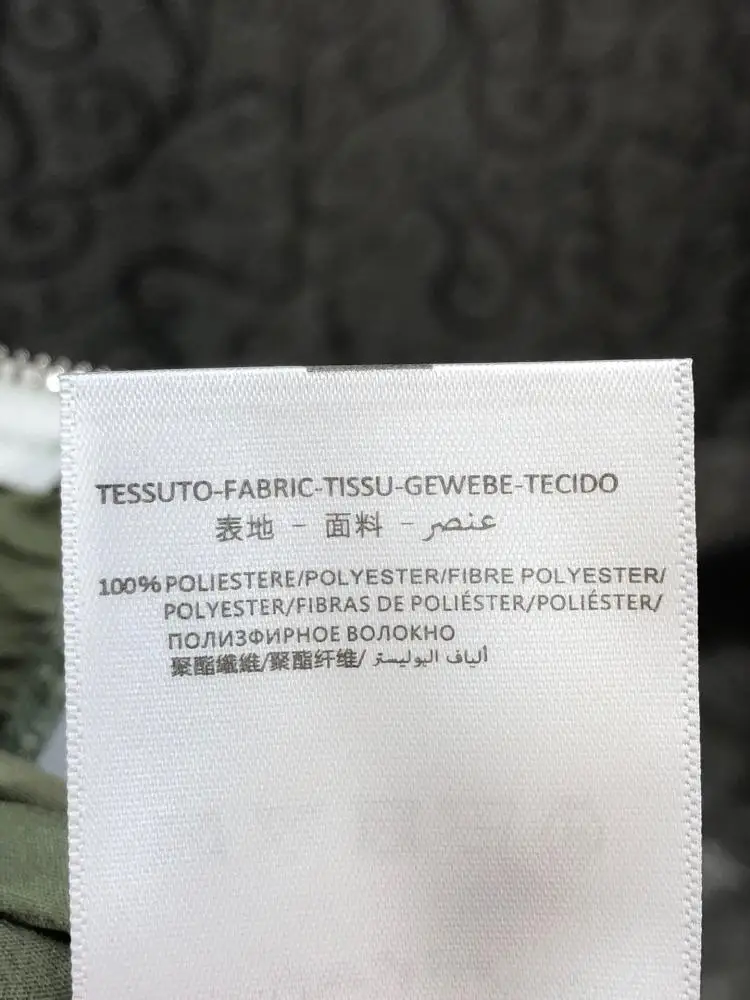 TESSUTO-FABRIC-TISSU-GEWEBE-TECIDO
表地 - 面料 - عنصر
100% POLIESTERE/POLYESTER/FIBRE POLYESTER/
POLYESTER/FIBRAS DE POLIÉSTER/POLIÉSTER/
ПОЛИЗФИРНОЕ ВОЛОКНО
聚酯纖維/聚酯纤维/ ألياف البوليستر